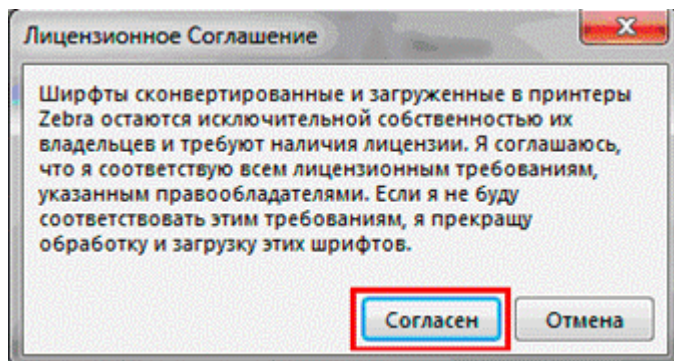 Лицензионное Соглашение
Ширфты сконвертированные и загруженные в принтеры
Zebra остаются исключительной собственностью их
владельцев и требуют наличия лицензии. Я соглашаюсь,
что я соответствую всем лицензионным требованиям,
указанным правообладателями. Если я не буду
соответствовать этим требованиям, я прекращу
обработку и загрузку этих шрифтов.
Согласен Отмена